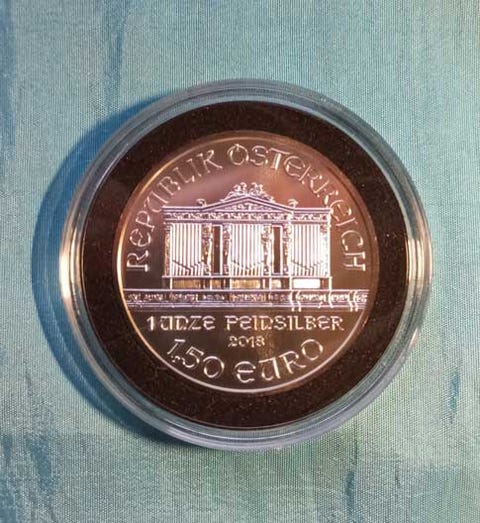 REPUBLIK ÖSTERREICH
1 UNZE FEINSILBER
2018
1,50 EURO